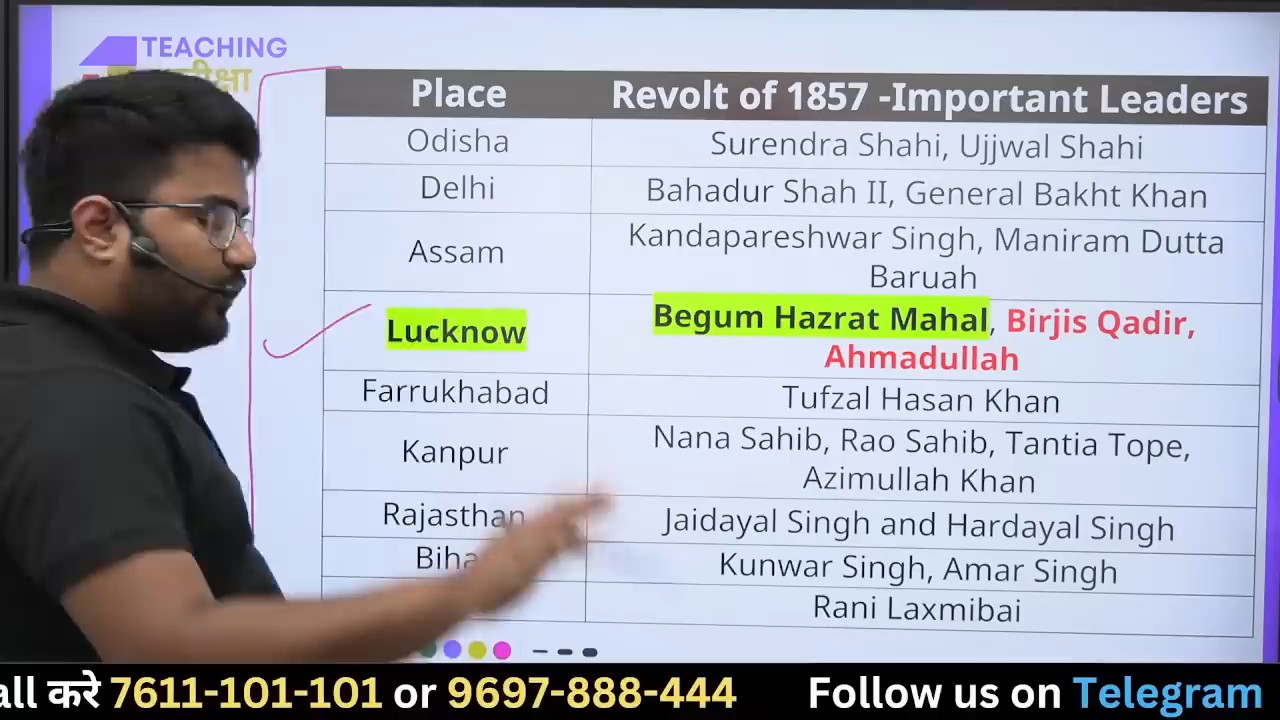 TEACHING
Place Revolt of 1857 -Important Leaders
Odisha Surendra Shahi, Ujjwal Shahi
Delhi Bahadur Shah II, General Bakht Khan
Assam Kandapareshwar Singh, Maniram Dutta
Baruah
Lucknow Begum Hazrat Mahal, Birjis Qadir,
Ahmadullah
Farrukhabad Tufzal Hasan Khan
Kanpur Nana Sahib, Rao Sahib, Tantia Tope,
Azimullah Khan
Rajasthan Jaidayal Singh and Hardayal Singh
Kunwar Singh, Amar Singh
Rani Laxmibai
all करे 7611-101-101 or 9697-888-444 Follow us on Telegram